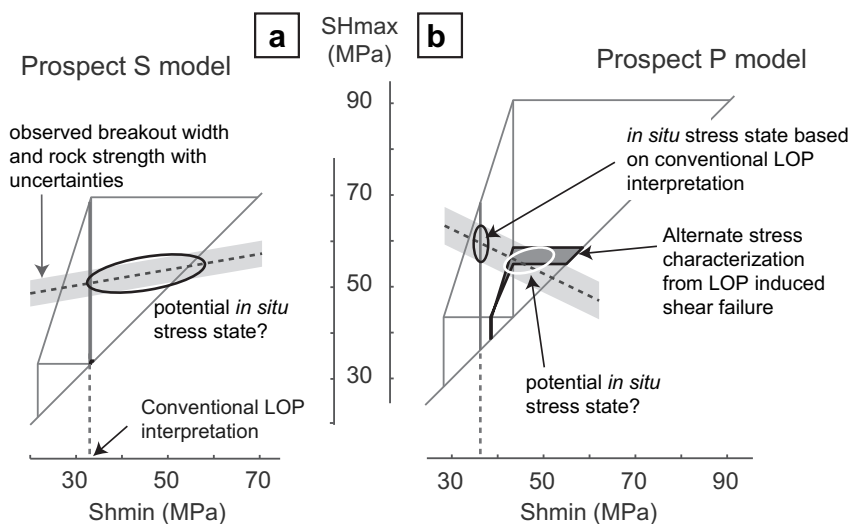 a
SHmax
(MPa)
b
Prospect S model
Prospect P model
observed breakout width
and rock strength with
uncertainties
potential in situ
stress state?
Conventional LOP
interpretation
30
50
70
Shmin (MPa)
90
70
50
30
in situ stress state based
on conventional LOP
interpretation
Alternate stress
characterization
from LOP induced
shear failure
potential in situ
stress state?
30
50
70
90
Shmin (MPa)